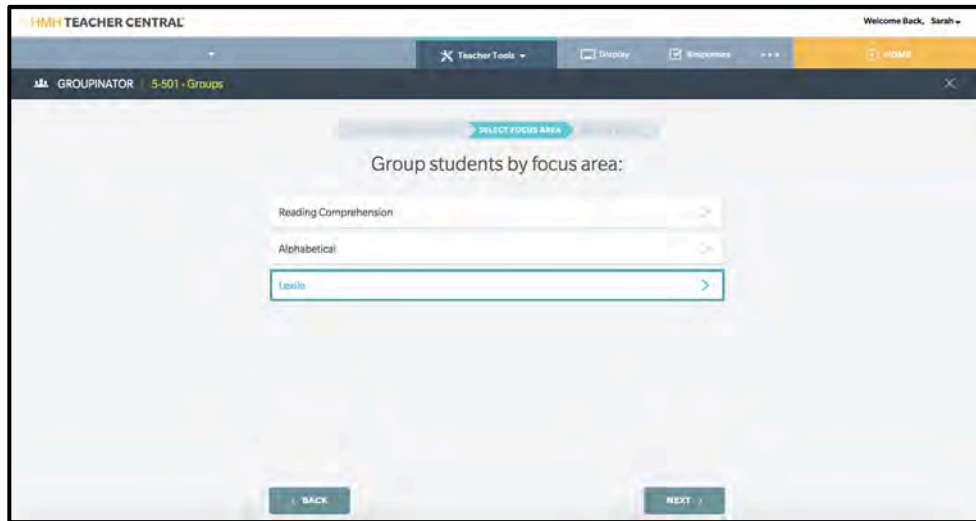 HMH TEACHER CENTRAL
Welcome Back, Sarah
Teacher Tools
Display
Responses
HOME
GROUPINATOR | 5-501 - Groups
SELECT FOCUS AREA
Group students by focus area:
Reading Comprehension
Alphabetical
Lexile
BACK
NEXT